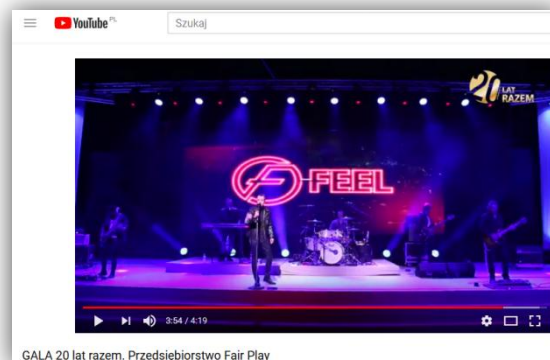 YouTube PL
Szukaj
20 LAT
RAZEM
F FEEL
3:54 / 4:19
GALA 20 lat razem. Przedsiębiorstwo Fair Play